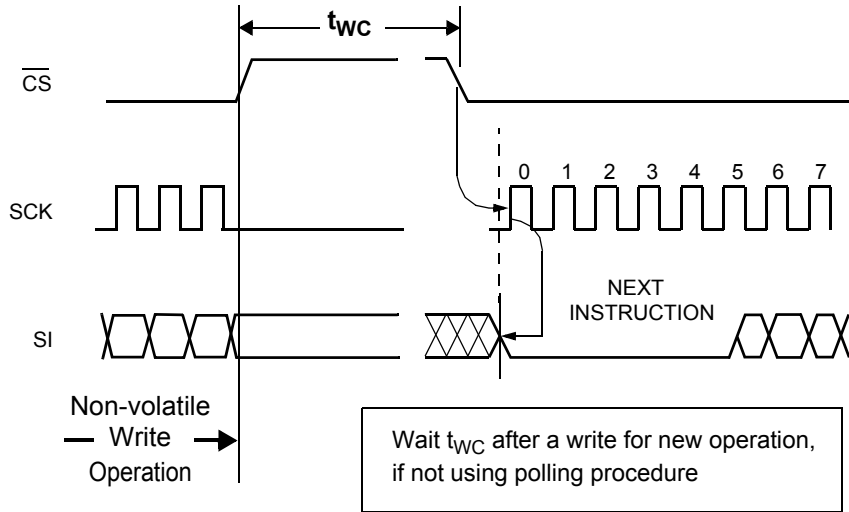 tWC
CS
SCK
0 1 2 3 4 5 6 7
SI
NEXT
INSTRUCTION
Non-volatile
Write
Operation
Wait tWC after a write for new operation,
if not using polling procedure